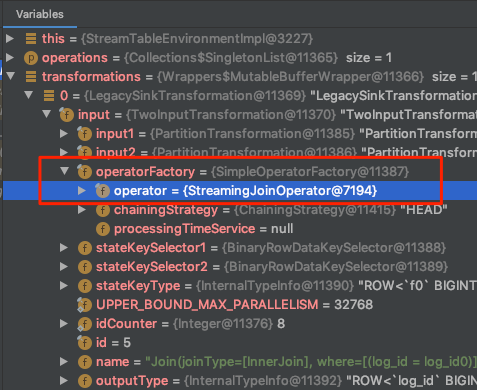 Variables
this = {StreamTableEnvironmentImpl@3227}
operations = {Collections$SingletonList@11365} size = 1
transformations = {Wrappers$MutableBufferWrapper@11366} size = 1
0 = {LegacySinkTransformation@11369} "LegacySinkTransformation
input = {TwoInputTransformation@11370} "TwoInputTransformation
input1 = {PartitionTransformation@11385} "PartitionTransform
input2 = {PartitionTransformation@11386} "PartitionTransform
operatorFactory = {SimpleOperatorFactory@11387}
operator = {StreamingJoinOperator@7194}
chainingStrategy = {ChainingStrategy@11415} "HEAD"
processingTimeService = null
stateKeySelector1 = {BinaryRowDataKeySelector@11388}
stateKeySelector2 = {BinaryRowDataKeySelector@11389}
stateKeyType = {InternalTypeInfo@11390} "ROW<`f0` BIGINT
UPPER_BOUND_MAX_PARALLELISM = 32768
idCounter = {Integer@11376} 8
id = 5
name = "Join(joinType=[InnerJoin], where=[(log_id = log_id0)]
outputType = {InternalTypeInfo@11392} "ROW<`log_id` BI